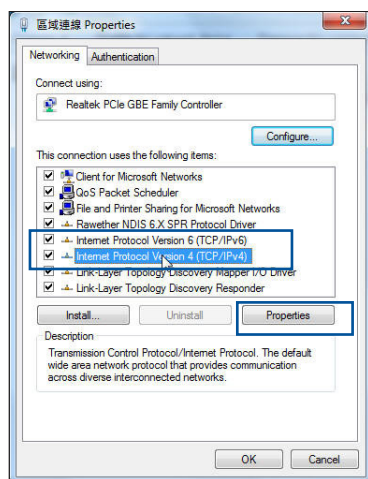 區域連線 Properties
Networking
Authentication
Connect using:
Realtek PCIe GBE Family Controller
Configure...
This connection uses the following items:
Client for Microsoft Networks
QoS Packet Scheduler
File and Printer Sharing for Microsoft Networks
Rawether NDIS 6.X SPR Protocol Driver
Internet Protocol Version 6 (TCP/IPv6)
Internet Protocol Version 4 (TCP/IPv4)
Link-Layer Topology Discovery Mapper I/O Driver
Link-Layer Topology Discovery Responder
Install...
Uninstall
Properties
Description
Transmission Control Protocol/Internet Protocol. The default
wide area network protocol that provides communication
across diverse interconnected networks.
OK
Cancel